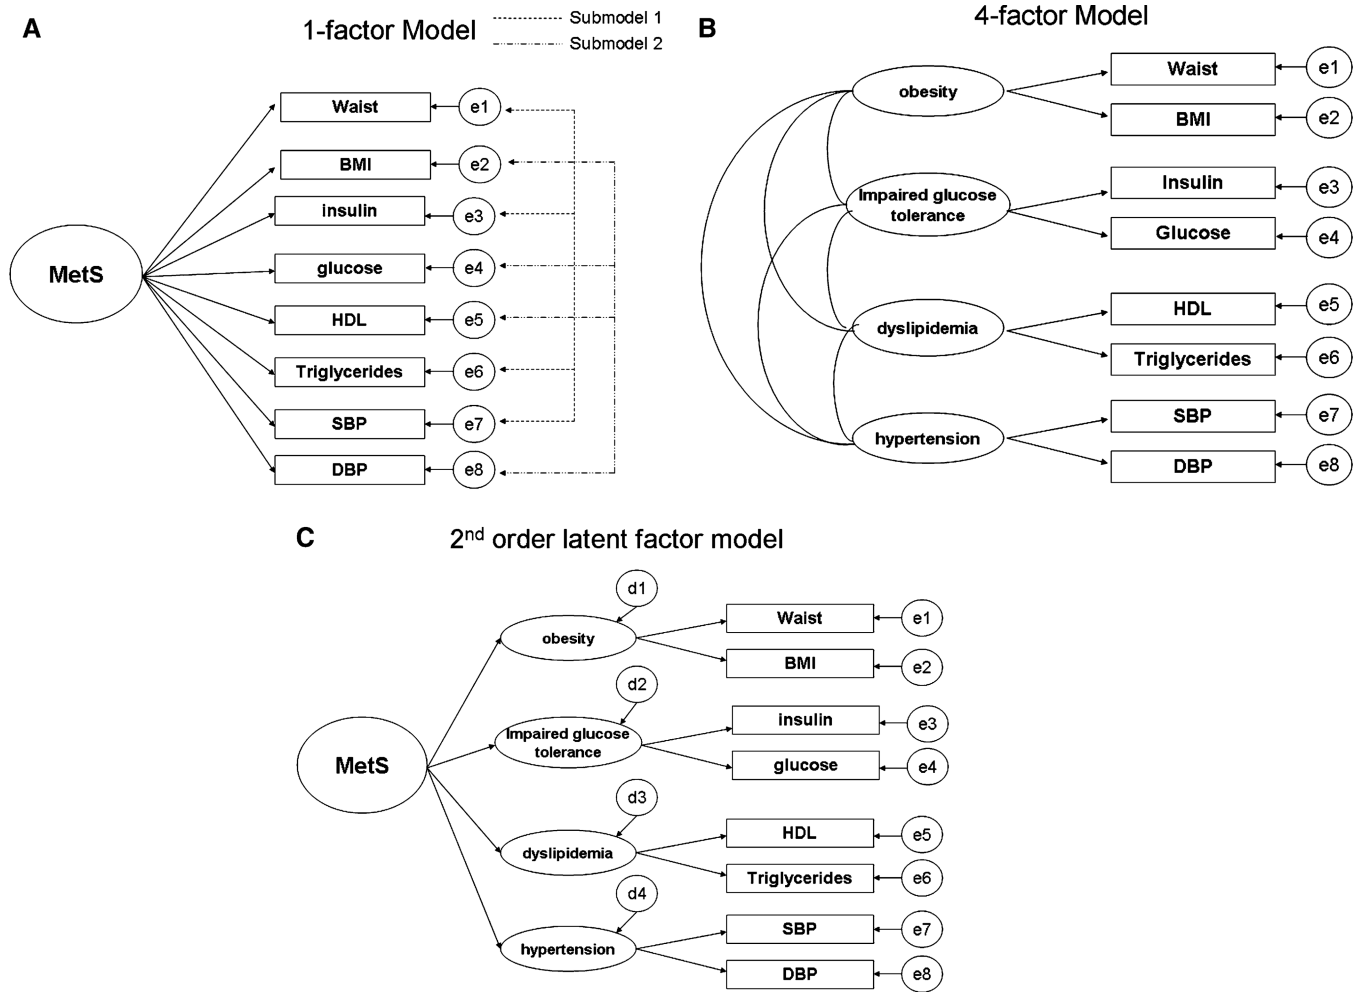 A
1-factor Model
Submodel 1
Submodel 2
MetS
Waist
e1
BMI
e2
insulin
e3
glucose
e4
HDL
e5
Triglycerides
e6
SBP
e7
DBP
e8
B
4-factor Model
obesity
Impaired glucose
tolerance
dyslipidemia
hypertension
Waist
e1
BMI
e2
Insulin
e3
Glucose
e4
HDL
e5
Triglycerides
e6
SBP
e7
DBP
e8
C
2nd order latent factor model
MetS
d1
obesity
d2
Impaired glucose
tolerance
d3
dyslipidemia
d4
hypertension
Waist
e1
BMI
e2
insulin
e3
glucose
e4
HDL
e5
Triglycerides
e6
SBP
e7
DBP
e8